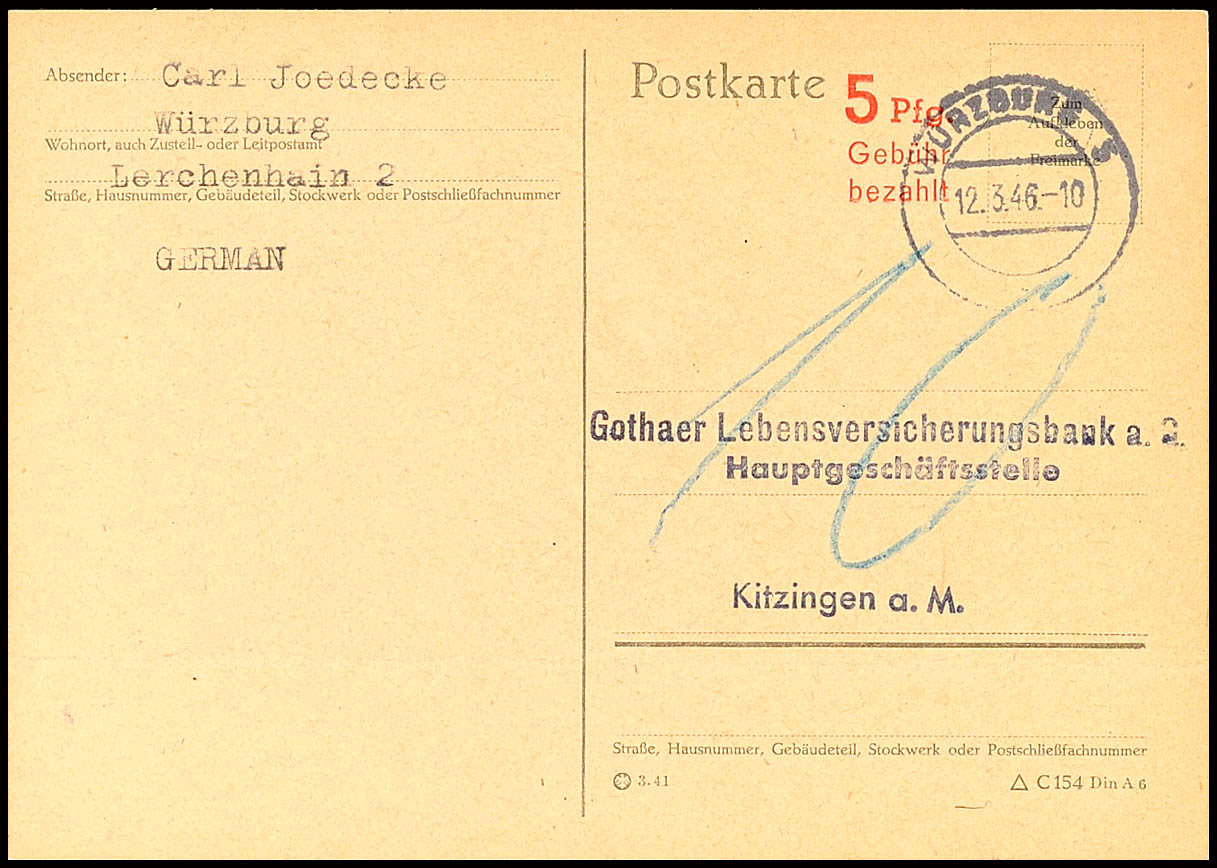 Absender: Carl Joedecke
Würzburg
Wohnort, auch Zustell- oder Leitpostamt
Lerchenhain 2
Straße, Hausnummer, Gebäudeteil, Stockwerk oder Postschließfachnummer
GERMAN
Postkarte
5 Pfg.
Gebühr
bezahlt
Zum
Aufkleben
der
Freimarke
WÜRZBURG 5
12.3.46.-10
10
Gothaer Lebensversicherungsbank a. G.
Hauptgeschäftsstelle
Kitzingen a. M.
Straße, Hausnummer, Gebäudeteil, Stockwerk oder Postschließfachnummer
3.41
C 154 Din A 6